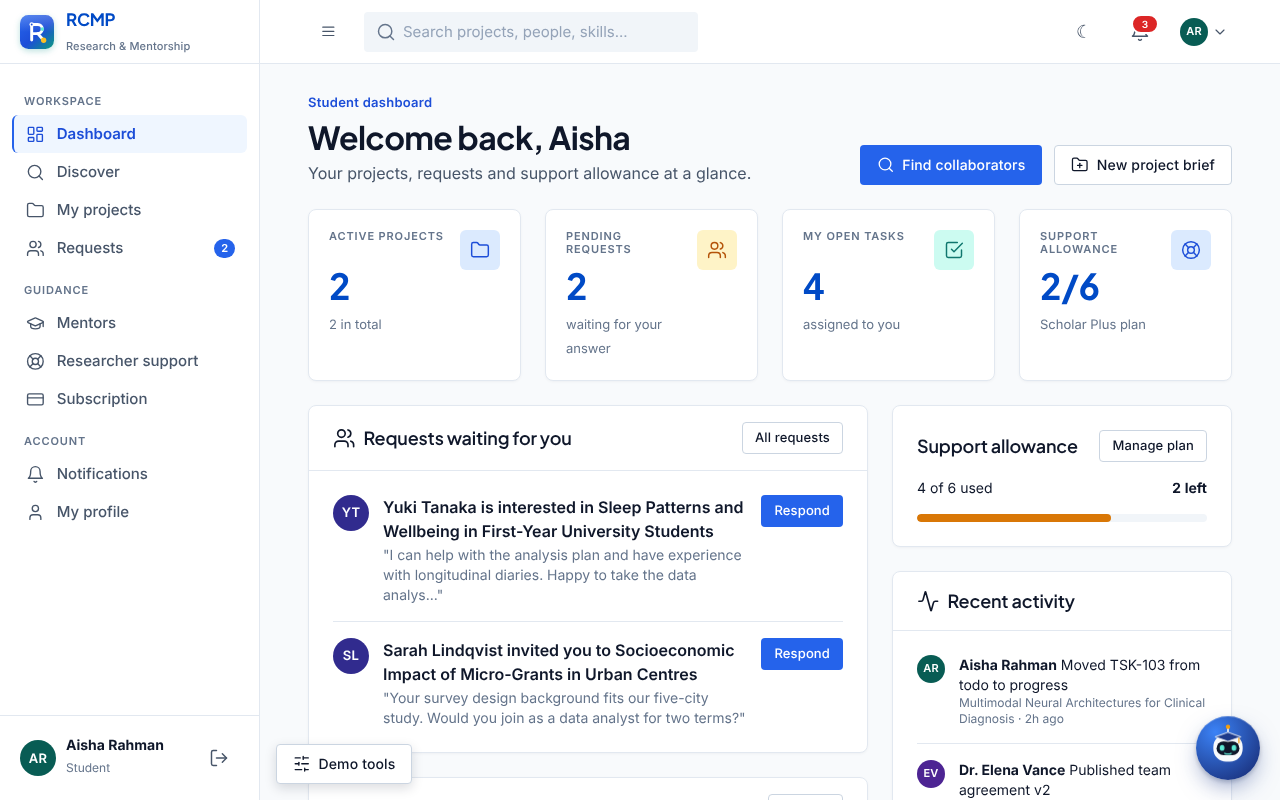 RCMP
Research & Mentorship
Search projects, people, skills...
3
AR
WORKSPACE
Dashboard
Discover
My projects
Requests
2
GUIDANCE
Mentors
Researcher support
Subscription
ACCOUNT
Notifications
My profile
Aisha Rahman
AR
Student
Student dashboard
Welcome back, Aisha
Your projects, requests and support allowance at a glance.
Find collaborators
New project brief
ACTIVE PROJECTS
2
2 in total
PENDING
REQUESTS
2
waiting for your
answer
MY OPEN TASKS
4
assigned to you
SUPPORT
ALLOWANCE
2/6
Scholar Plus plan
Requests waiting for you
All requests
YT
Yuki Tanaka is interested in Sleep Patterns and
Wellbeing in First-Year University Students
"I can help with the analysis plan and have experience
with longitudinal diaries. Happy to take the data
analys..."
Respond
SL
Sarah Lindqvist invited you to Socioeconomic
Impact of Micro-Grants in Urban Centres
"Your survey design background fits our five-city
study. Would you join as a data analyst for two terms?"
Respond
Demo tools
Support allowance
Manage plan
4 of 6 used
2 left
Recent activity
AR
Aisha Rahman Moved TSK-103 from
todo to progress
Multimodal Neural Architectures for Clinical
Diagnosis · 2h ago
EV
Dr. Elena Vance Published team
agreement v2